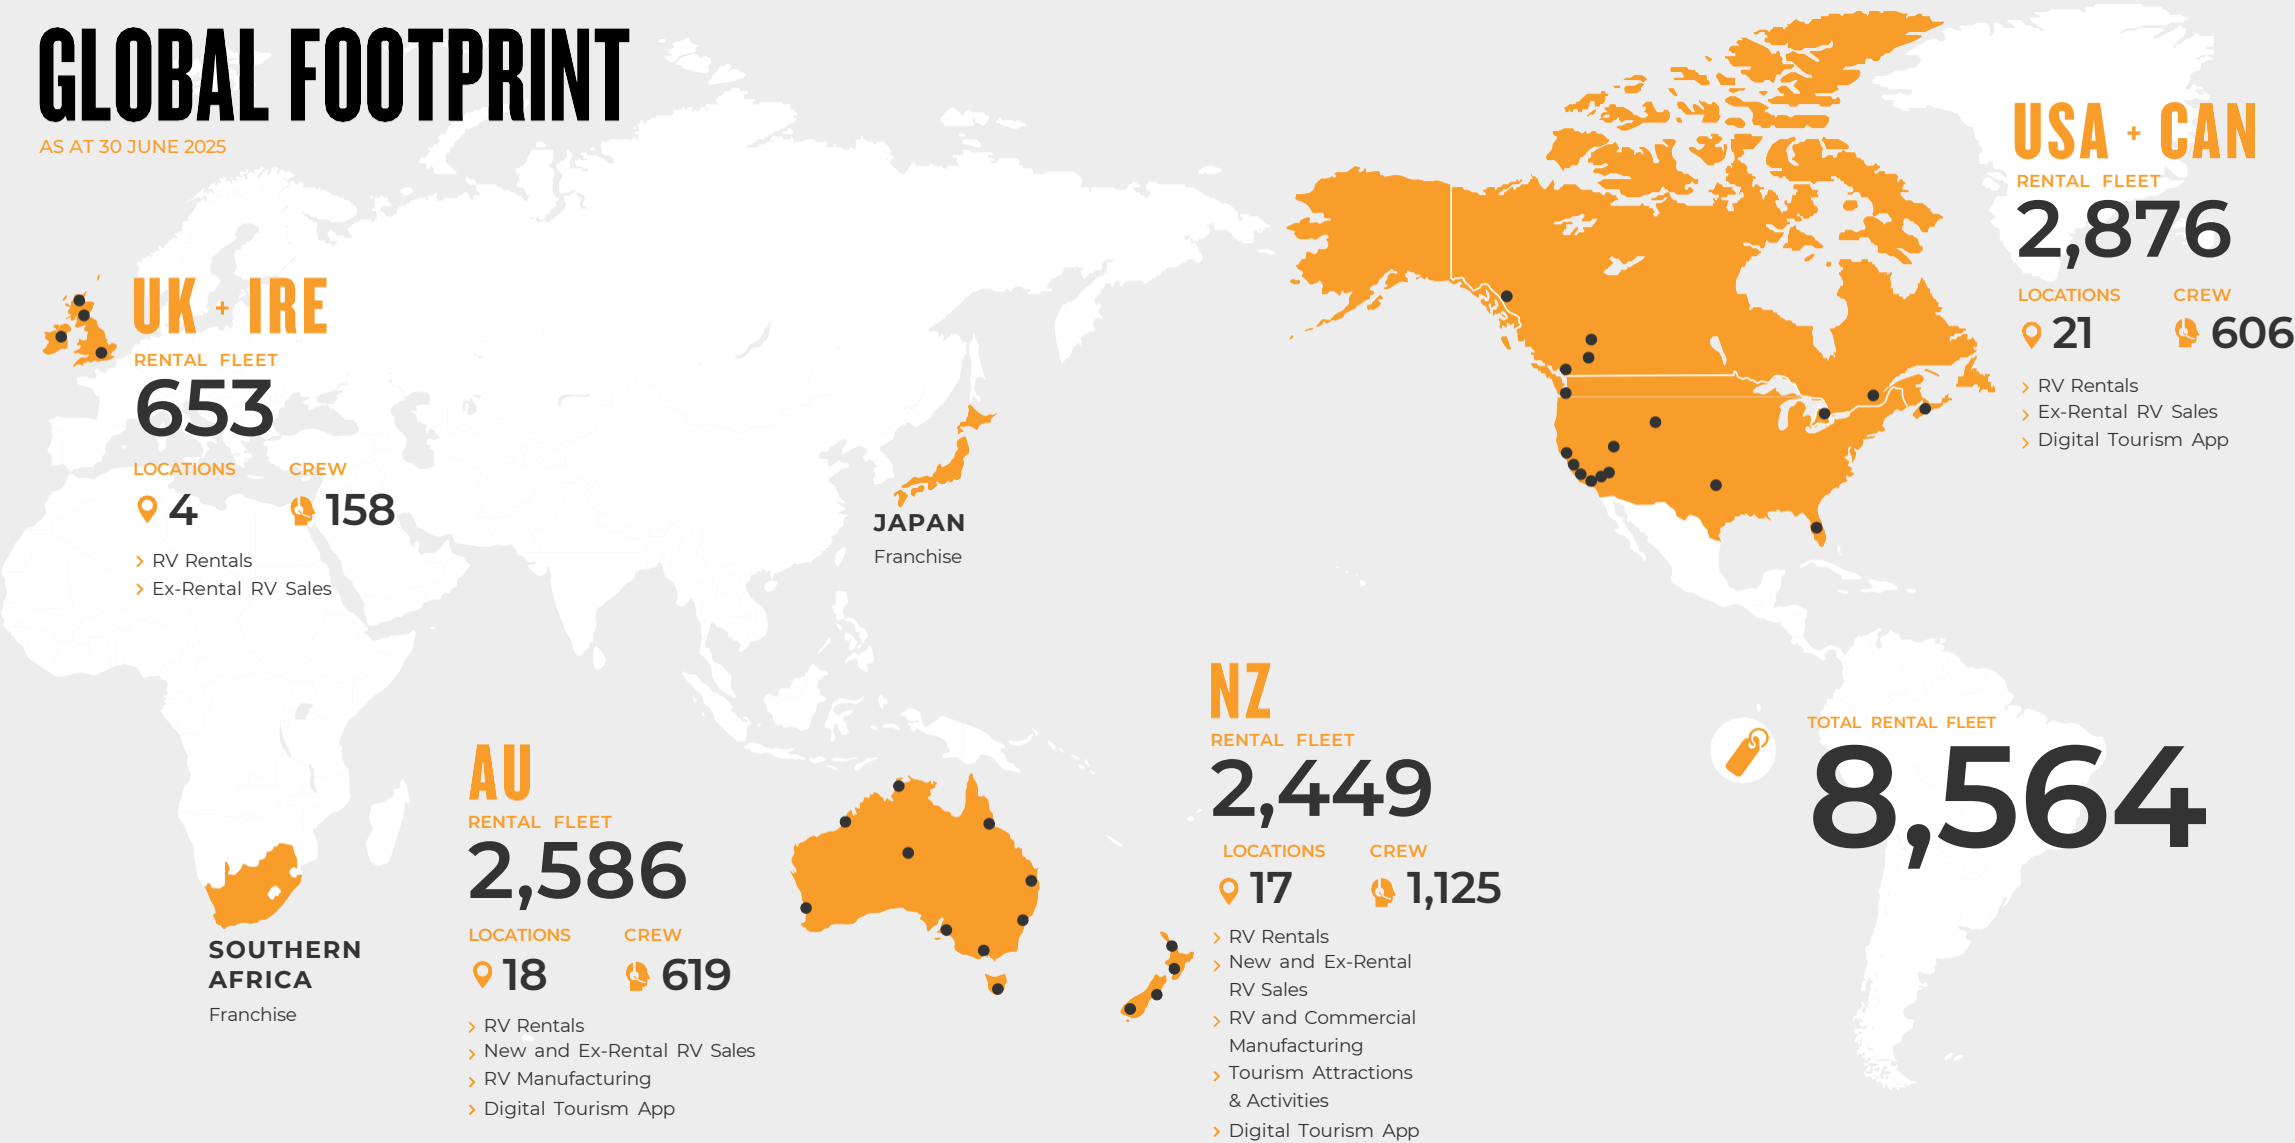 GLOBAL FOOTPRINT
AS AT 30 JUNE 2025
UK + IRE
RENTAL FLEET
653
LOCATIONS
4
CREW
158
RV Rentals
Ex-Rental RV Sales
SOUTHERN
AFRICA
Franchise
AU
RENTAL FLEET
2,586
LOCATIONS
18
CREW
619
RV Rentals
New and Ex-Rental RV Sales
RV Manufacturing
Digital Tourism App
JAPAN
Franchise
NZ
RENTAL FLEET
2,449
LOCATIONS
17
CREW
1,125
RV Rentals
New and Ex-Rental
RV Sales
RV and Commercial
Manufacturing
Tourism Attractions
& Activities
Digital Tourism App
USA + CAN
RENTAL FLEET
2,876
LOCATIONS
21
CREW
606
RV Rentals
Ex-Rental RV Sales
Digital Tourism App
TOTAL RENTAL FLEET
8,564